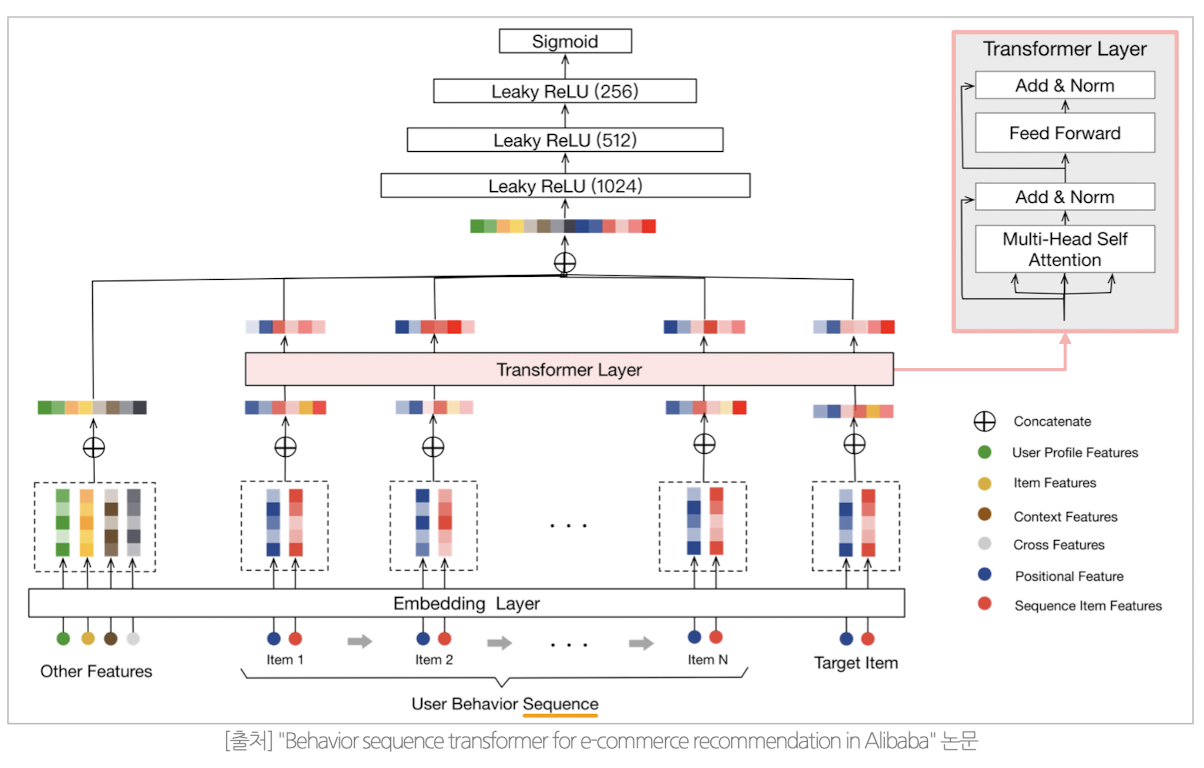 Sigmoid
Leaky ReLU (256)
Leaky ReLU (512)
Leaky ReLU (1024)
Transformer Layer
Embedding Layer
Other Features
Item 1
Item 2
. . .
Item N
Target Item
User Behavior Sequence
. . .
Transformer Layer
Add & Norm
Feed Forward
Add & Norm
Multi-Head Self
Attention
Concatenate
User Profile Features
Item Features
Context Features
Cross Features
Positional Feature
Sequence Item Features
[출처] "Behavior sequence transformer for e-commerce recommendation in Alibaba" 논문